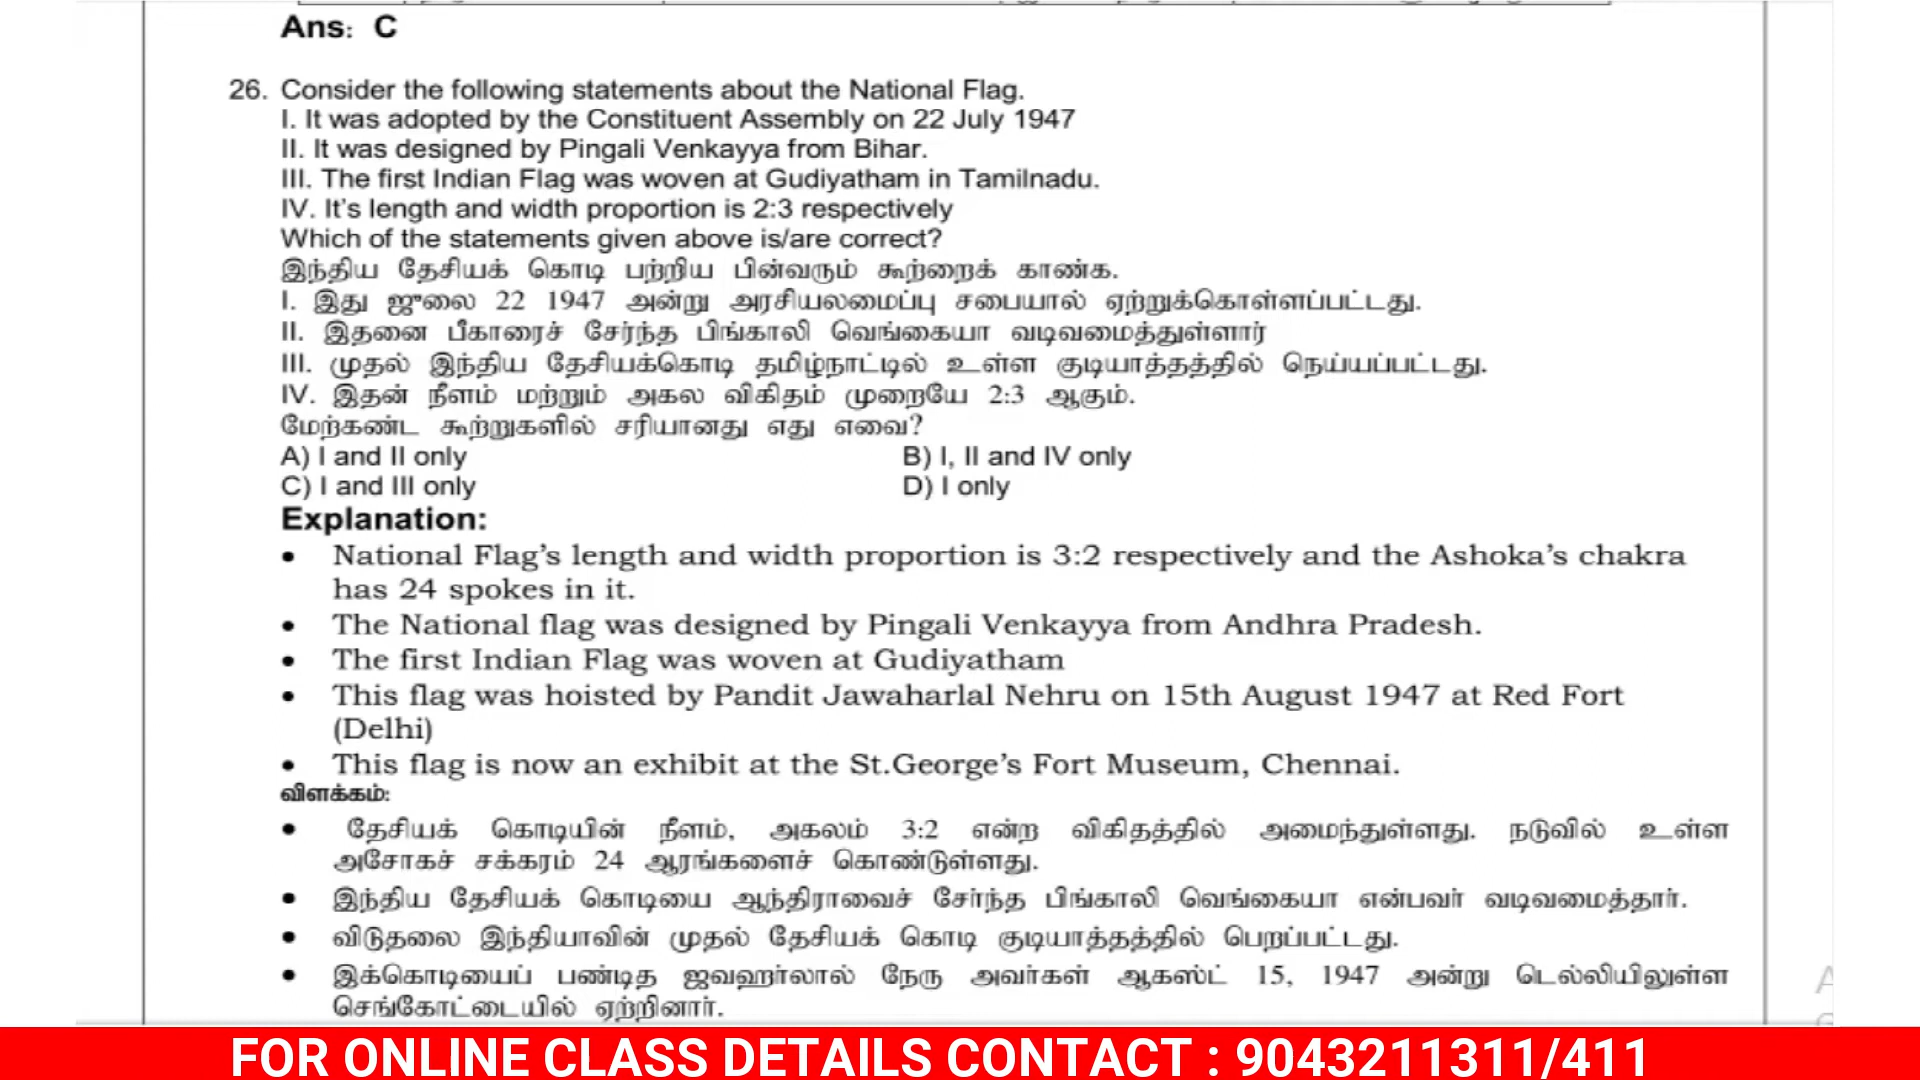 Ans: C
26. Consider the following statements about the National Flag.
I. It was adopted by the Constituent Assembly on 22 July 1947
II. It was designed by Pingali Venkayya from Bihar.
III. The first Indian Flag was woven at Gudiyatham in Tamilnadu.
IV. It's length and width proportion is 2:3 respectively
Which of the statements given above is/are correct?
இந்திய தேசியக் கொடி பற்றிய பின்வரும் கூற்றைக் காண்க.
I. இது ஜுலை 22 1947 அன்று அரசியலமைப்பு சபையால் ஏற்றுக்கொள்ளப்பட்டது.
II. இதனை பீகாரைச் சேர்ந்த பிங்காலி வெங்கையா வடிவமைத்துள்ளார்
III. முதல் இந்திய தேசியக்கொடி தமிழ்நாட்டில் உள்ள குடியாத்தத்தில் நெய்யப்பட்டது.
IV. இதன் நீளம் மற்றும் அகல விகிதம் முறையே 2:3 ஆகும்.
மேற்கண்ட கூற்றுகளில் சரியானது எது எவை?
A) I and II only B) I, II and IV only
C) I and III only D) I only
Explanation:
• National Flag's length and width proportion is 3:2 respectively and the Ashoka's chakra
has 24 spokes in it.
• The National flag was designed by Pingali Venkayya from Andhra Pradesh.
• The first Indian Flag was woven at Gudiyatham
• This flag was hoisted by Pandit Jawaharlal Nehru on 15th August 1947 at Red Fort
(Delhi)
• This flag is now an exhibit at the St.George's Fort Museum, Chennai.
விளக்கம்:
• தேசியக் கொடியின் நீளம், அகலம் 3:2 என்ற விகிதத்தில் அமைந்துள்ளது. நடுவில் உள்ள
அசோகச் சக்கரம் 24 ஆரங்களைச் கொண்டுள்ளது.
• இந்திய தேசியக் கொடியை ஆந்திராவைச் சேர்ந்த பிங்காலி வெங்கையா என்பவர் வடிவமைத்தார்.
• விடுதலை இந்தியாவின் முதல் தேசியக் கொடி குடியாத்தத்தில் பெறப்பட்டது.
• இக்கொடியைப் பண்டித ஜவஹர்லால் நேரு அவர்கள் ஆகஸ்ட் 15, 1947 அன்று டெல்லியிலுள்ள
செங்கோட்டையில் ஏற்றினார்.
FOR ONLINE CLASS DETAILS CONTACT : 9043211311/411